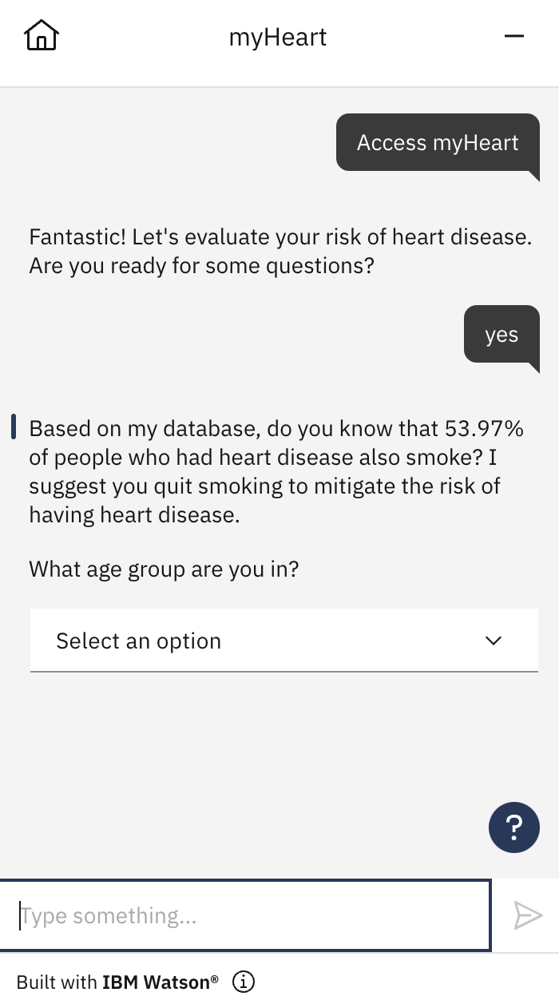 myHeart
Access myHeart
Fantastic! Let's evaluate your risk of heart disease.
Are you ready for some questions?
yes
Based on my database, do you know that 53.97%
of people who had heart disease also smoke? I
suggest you quit smoking to mitigate the risk of
having heart disease.
What age group are you in?
Select an option
?
Type something...
Built with IBM Watson®